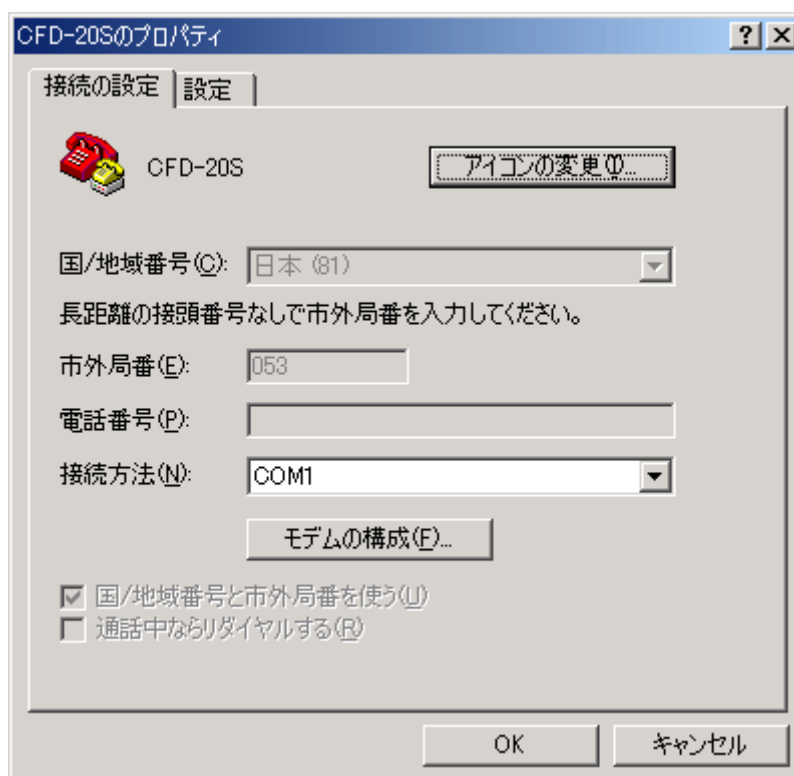 CFD-20Sのプロパティ
接続の設定 設定
CFD-20S アイコンの変更(I)...
国/地域番号(C): 日本 (81)
長距離の接頭番号なしで市外局番を入力してください。
市外局番(E): 053
電話番号(P):
接続方法(N): COM1
モデムの構成(F)...
国/地域番号と市外局番を使う(U)
通話中ならリダイヤルする(R)
OK キャンセル